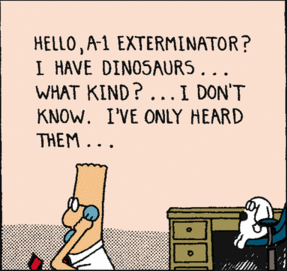 HELLO, A-1 EXTERMINATOR?
I HAVE DINOSAURS...
WHAT KIND? ...I DON'T
KNOW. I'VE ONLY HEARD
THEM...